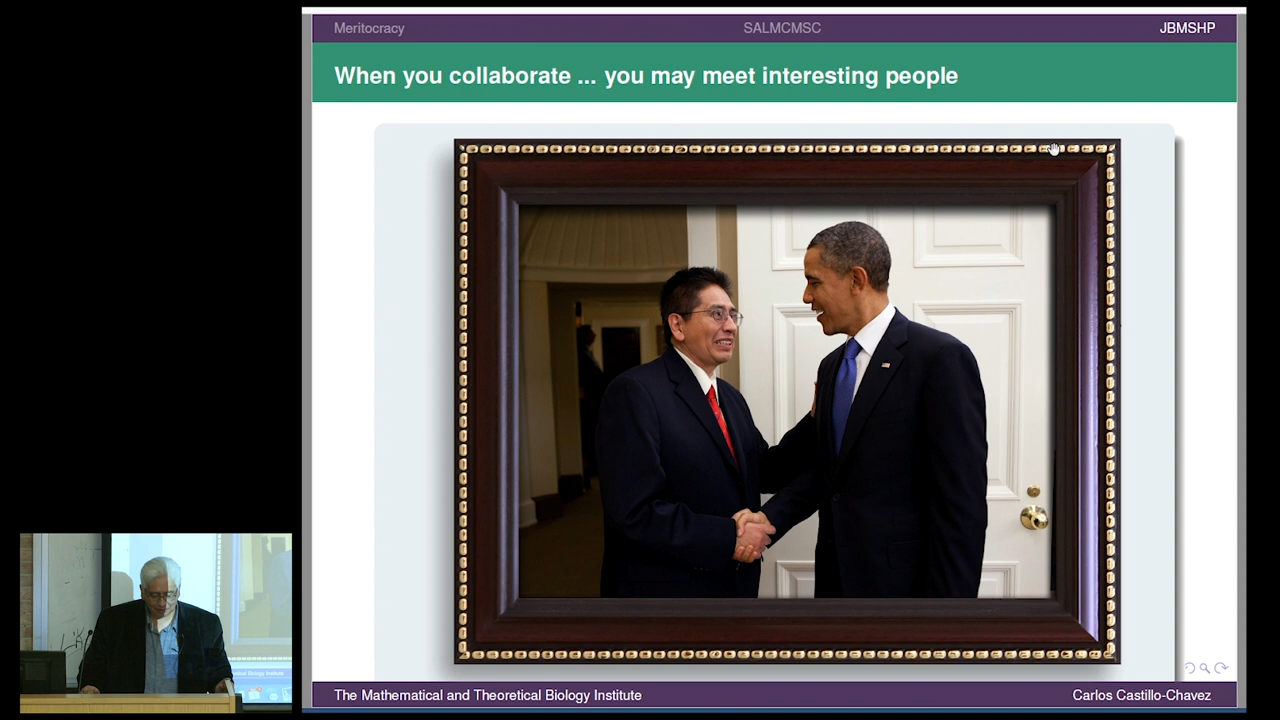 Meritocracy
SALMCMSC
JBMSHP
When you collaborate ... you may meet interesting people
The Mathematical and Theoretical Biology Institute
Carlos Castillo-Chavez